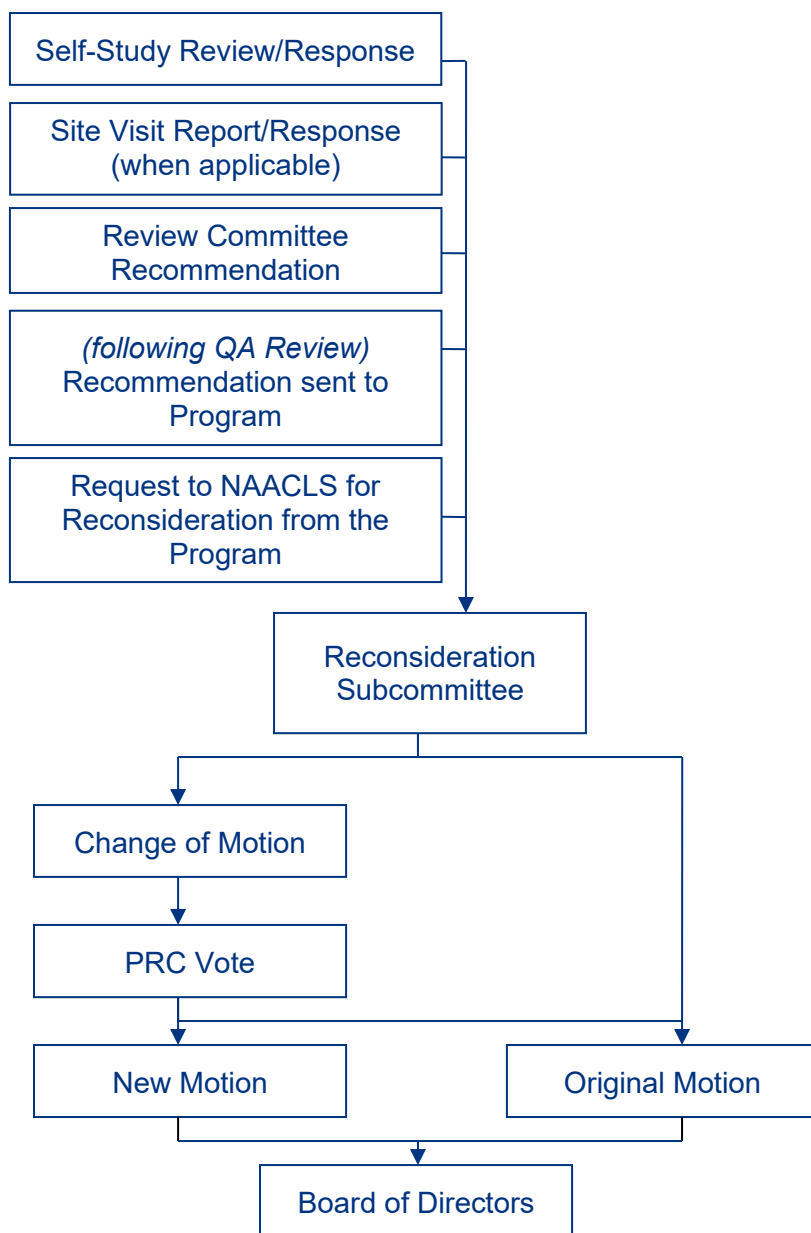 Self-Study Review/Response
Site Visit Report/Response
(when applicable)
Review Committee
Recommendation
(following QA Review)
Recommendation sent to
Program
Request to NAACLS for
Reconsideration from the
Program
Reconsideration
Subcommittee
Change of Motion
PRC Vote
New Motion
Original Motion
Board of Directors